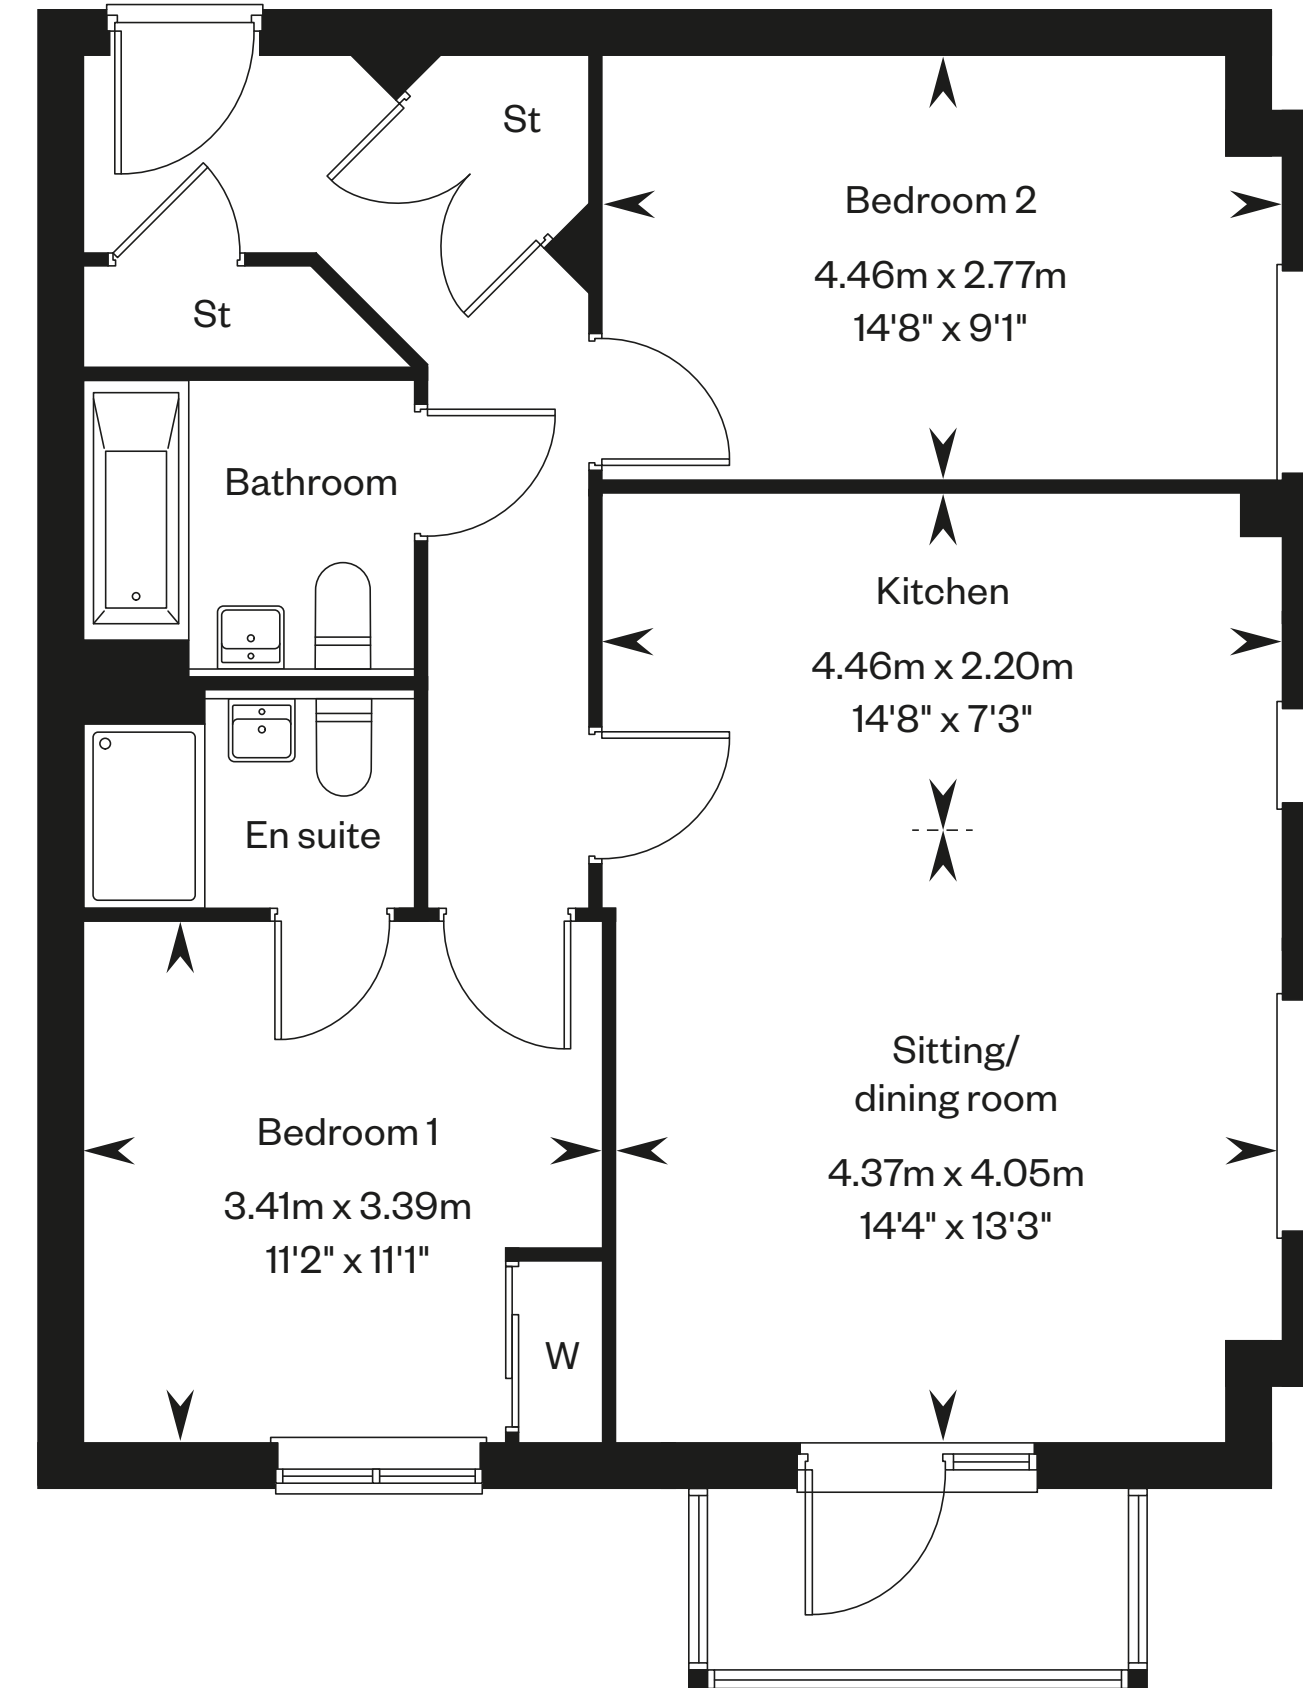 St
Bedroom 2
4.46m x 2.77m
14'8" x 9'1"
St
Bathroom
Kitchen
4.46m x 2.20m
14'8" x 7'3"
En suite
Sitting/
dining room
4.37m x 4.05m
14'4" x 13'3"
Bedroom 1
3.41m x 3.39m
11'2" x 11'1"
W